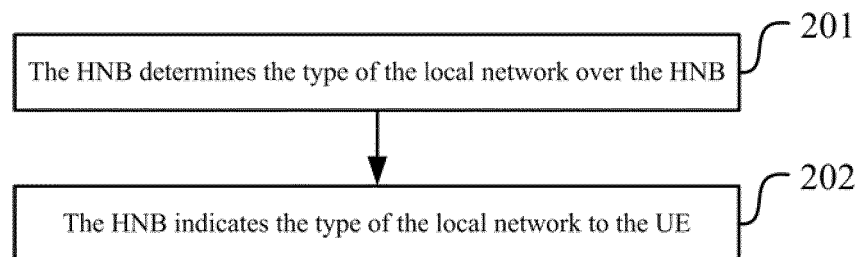 201
The HNB determines the type of the local network over the HNB
202
The HNB indicates the type of the local network to the UE